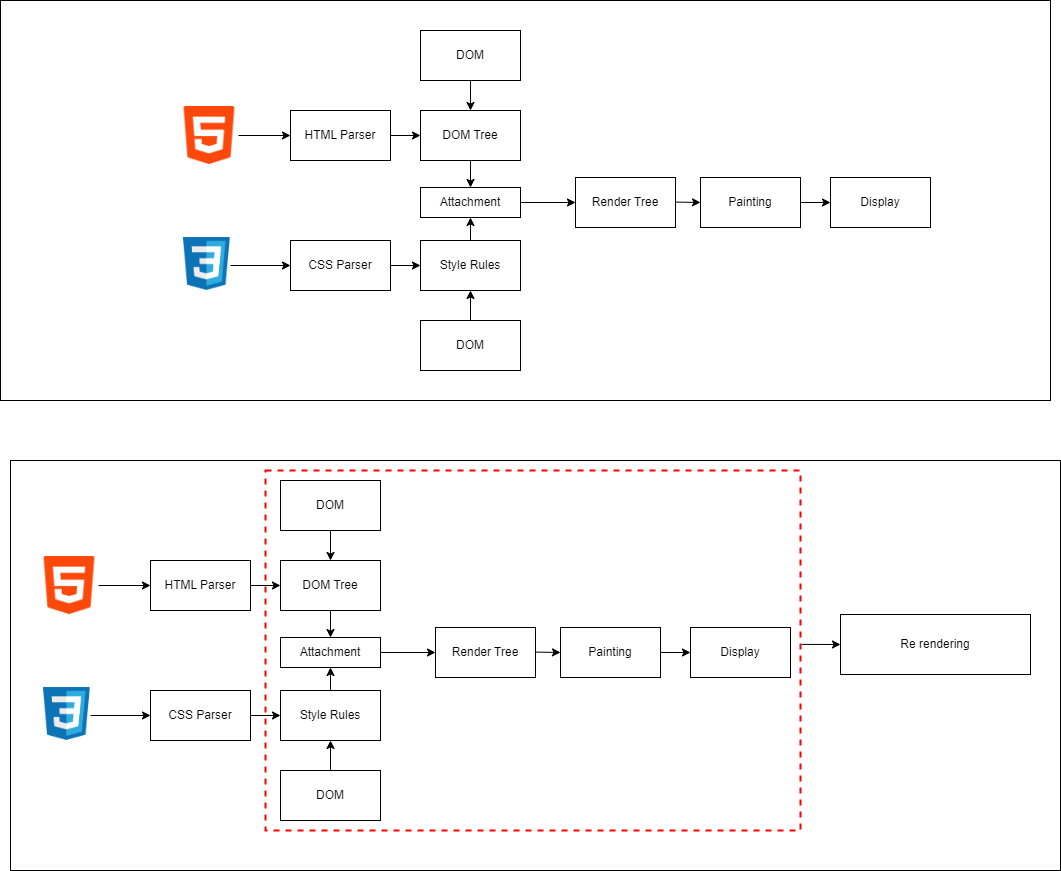 DOM
HTML Parser
DOM Tree
Attachment
Render Tree
Painting
Display
CSS Parser
Style Rules
DOM
DOM
HTML Parser
DOM Tree
Attachment
Render Tree
Painting
Display
Re rendering
CSS Parser
Style Rules
DOM